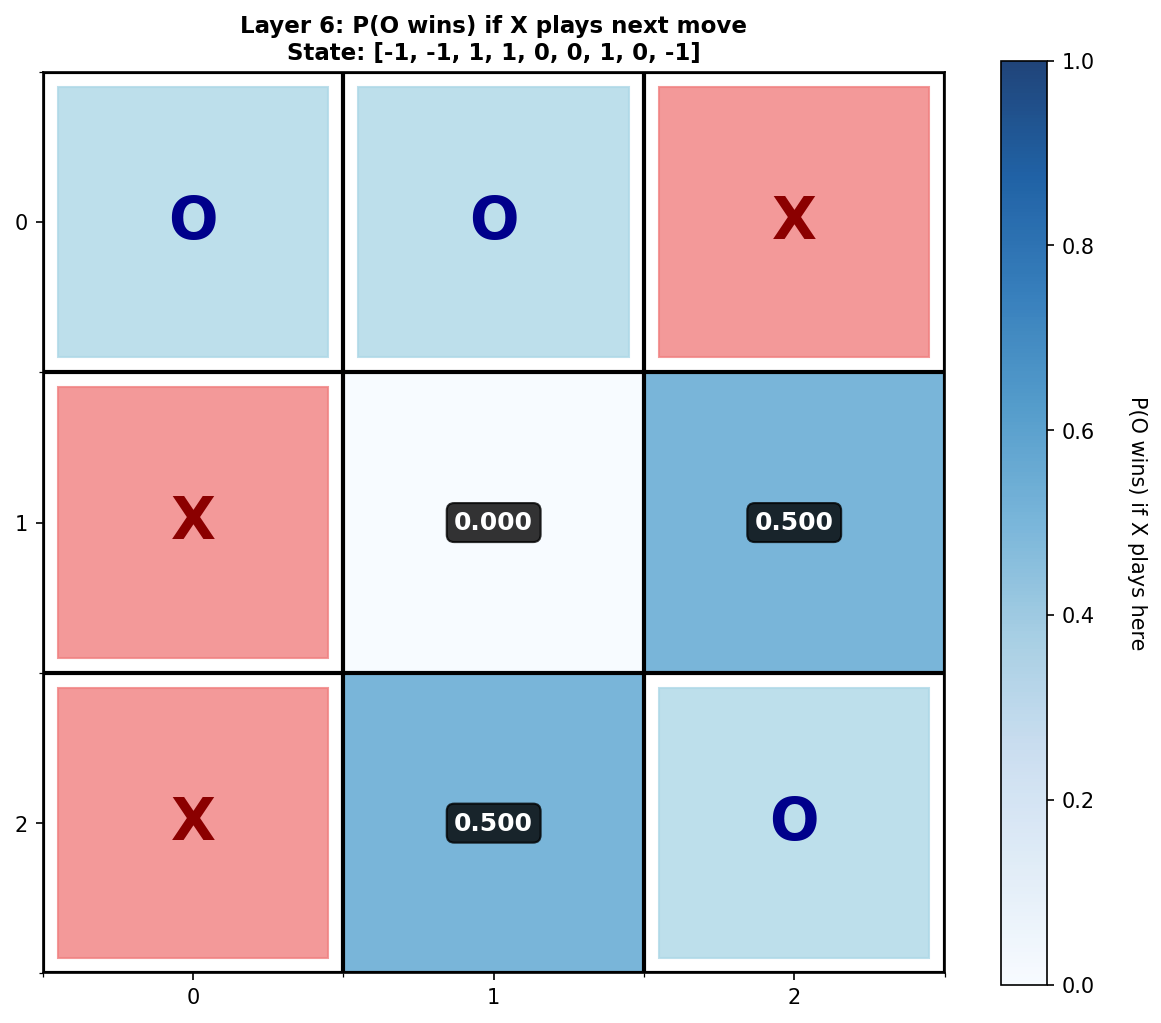 Layer 6: P(O wins) if X plays next move
State: [-1, -1, 1, 1, 0, 0, 1, 0, -1]
0
O
O
X
1
X
0.000
0.500
2
X
0.500
O
0
1
2
1.0
0.8
0.6
0.4
0.2
0.0
P(O wins) if X plays here